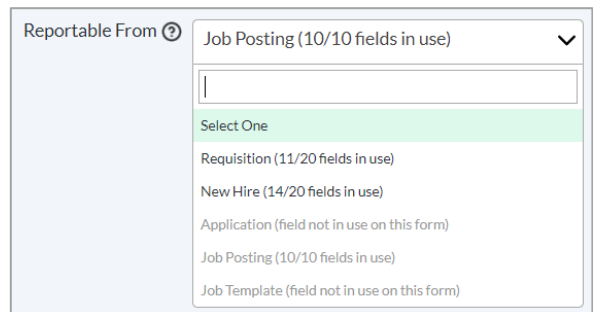 Reportable From ?
Job Posting (10/10 fields in use)
Select One
Requisition (11/20 fields in use)
New Hire (14/20 fields in use)
Application (field not in use on this form)
Job Posting (10/10 fields in use)
Job Template (field not in use on this form)